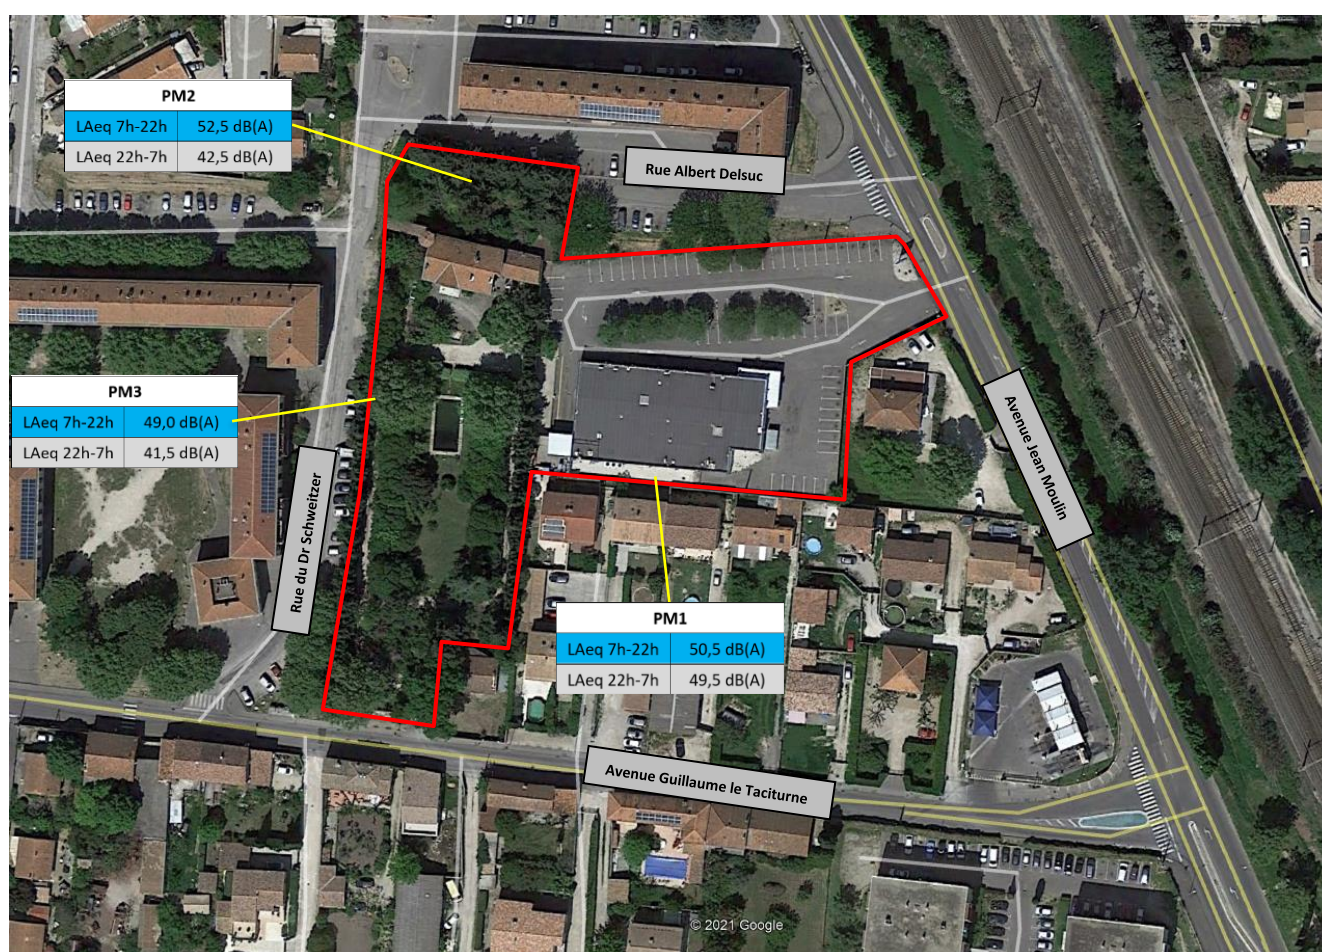 PM2
LAeq 7h-22h 52,5 dB(A)
LAeq 22h-7h 42,5 dB(A)
Rue Albert Delsuc
PM3
LAeq 7h-22h 49,0 dB(A)
LAeq 22h-7h 41,5 dB(A)
Avenue Jean Moulin
Rue du Dr Schweitzer
PM1
LAeq 7h-22h 50,5 dB(A)
LAeq 22h-7h 49,5 dB(A)
Avenue Guillaume le Taciturne
© 2021 Google